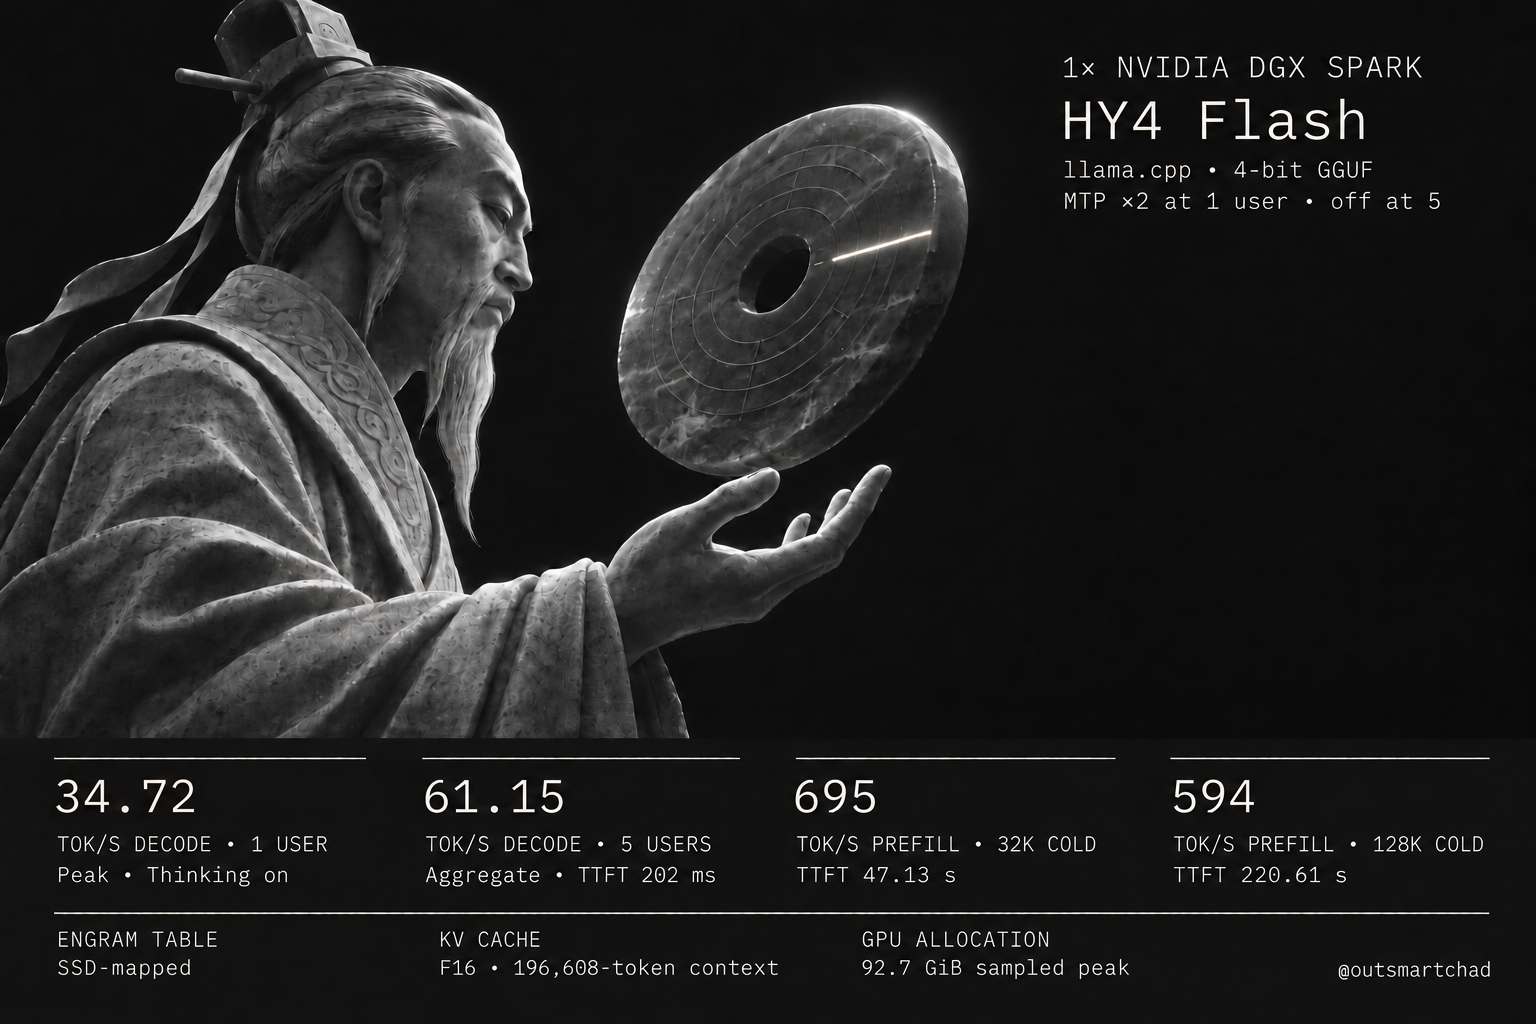 1× NVIDIA DGX SPARK
HY4 Flash
llama.cpp • 4-bit GGUF
MTP ×2 at 1 user • off at 5
34.72
TOK/S DECODE • 1 USER
Peak • Thinking on
61.15
TOK/S DECODE • 5 USERS
Aggregate • TTFT 202 ms
695
TOK/S PREFILL • 32K COLD
TTFT 47.13 s
594
TOK/S PREFILL • 128K COLD
TTFT 220.61 s
ENGRAM TABLE
SSD-mapped
KV CACHE
F16 • 196,608-token context
GPU ALLOCATION
92.7 GiB sampled peak
@outsmartchad